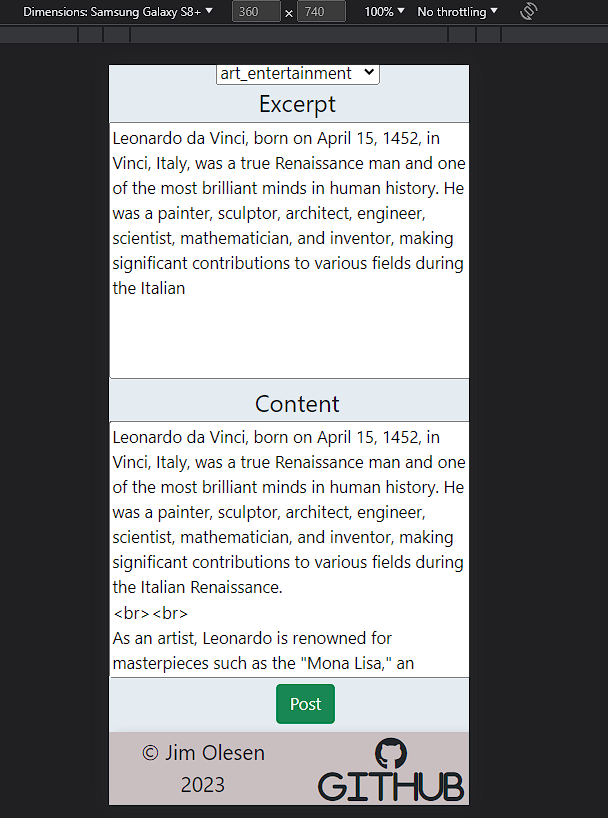 Dimensions: Samsung Galaxy S8+ ▼ 360 × 740 100% ▼ No throttling ▼
art_entertainment
Excerpt
Leonardo da Vinci, born on April 15, 1452, in
Vinci, Italy, was a true Renaissance man and one
of the most brilliant minds in human history. He
was a painter, sculptor, architect, engineer,
scientist, mathematician, and inventor, making
significant contributions to various fields during
the Italian
Content
Leonardo da Vinci, born on April 15, 1452, in
Vinci, Italy, was a true Renaissance man and one
of the most brilliant minds in human history. He
was a painter, sculptor, architect, engineer,
scientist, mathematician, and inventor, making
significant contributions to various fields during
the Italian Renaissance.
<br><br>
As an artist, Leonardo is renowned for
masterpieces such as the "Mona Lisa," an
Post
© Jim Olesen
2023
GITHUB